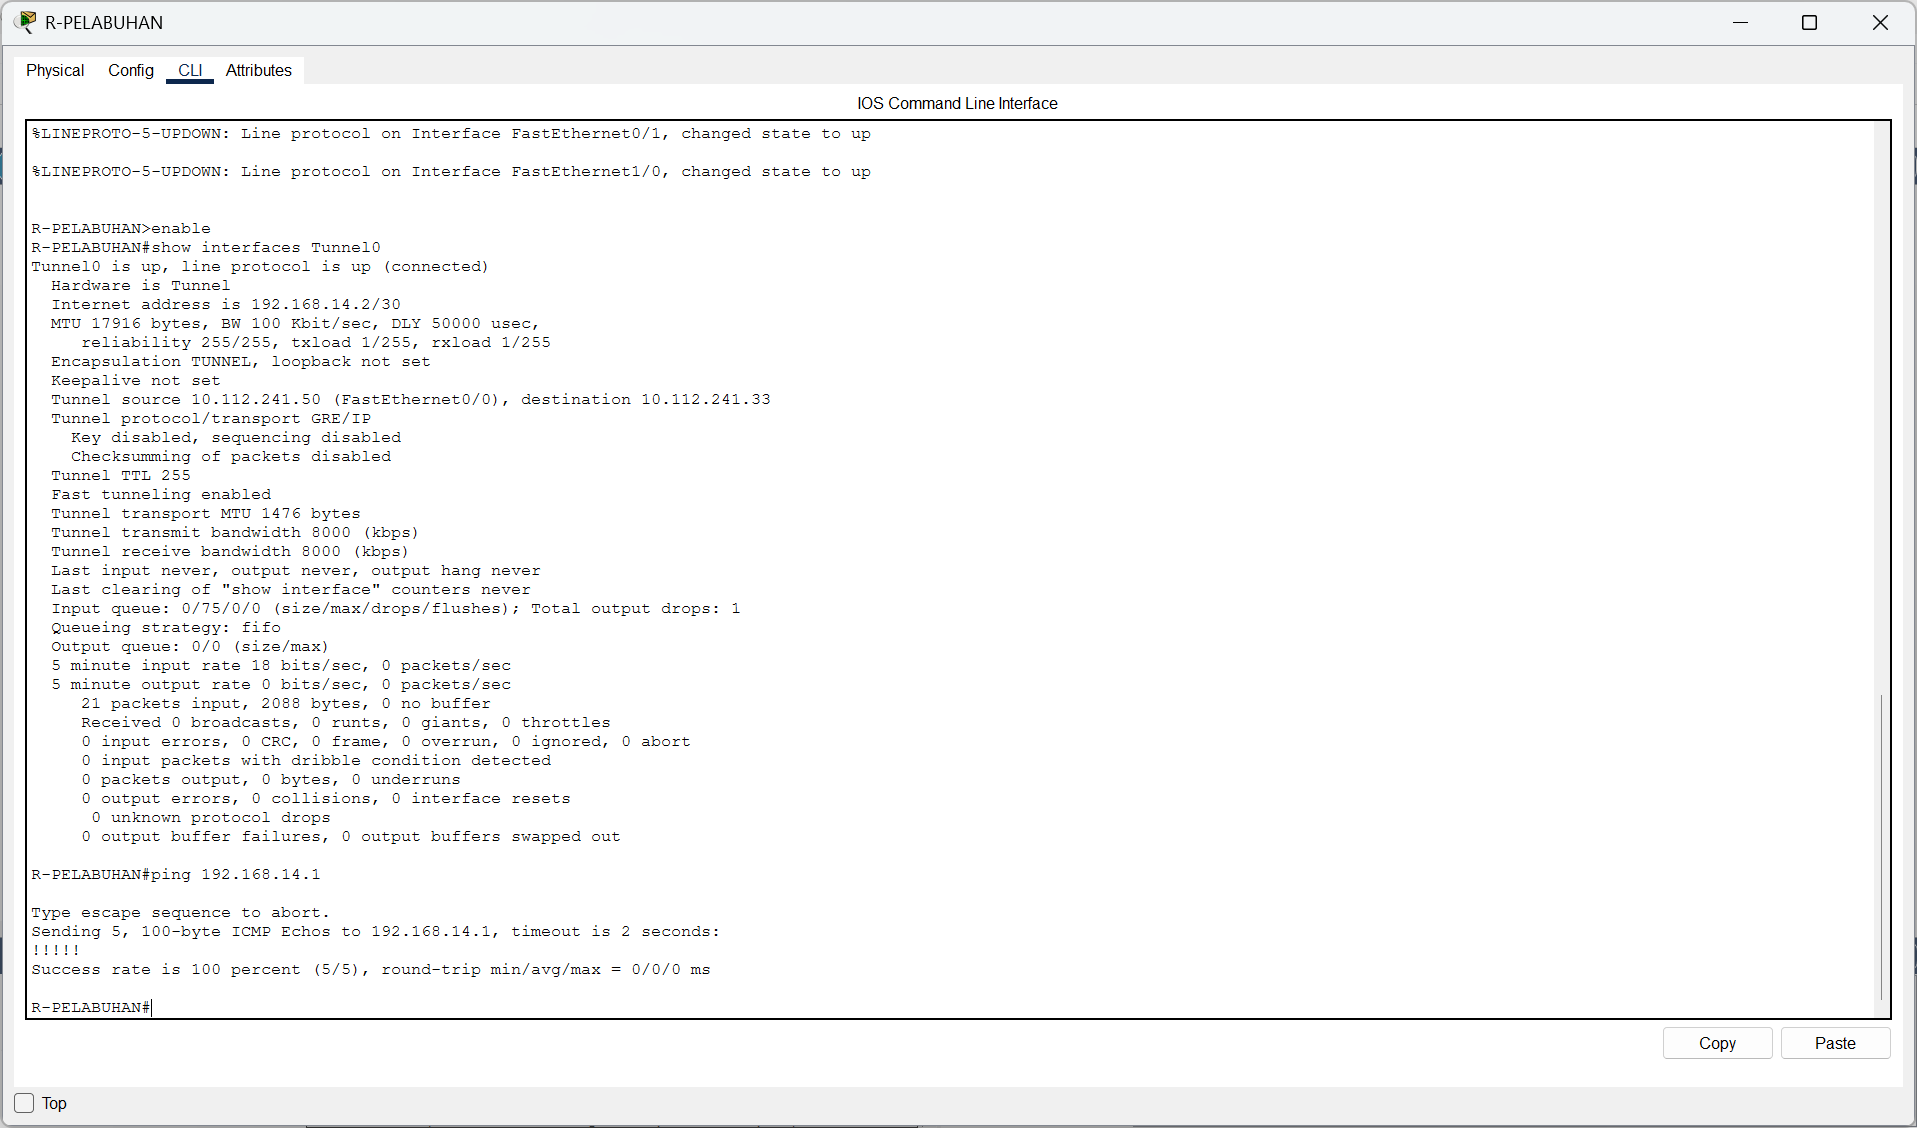 R-PELABUHAN
Physical Config CLI Attributes
IOS Command Line Interface
%LINEPROTO-5-UPDOWN: Line protocol on Interface FastEthernet0/1, changed state to up
%LINEPROTO-5-UPDOWN: Line protocol on Interface FastEthernet1/0, changed state to up
R-PELABUHAN>enable
R-PELABUHAN#show interfaces Tunnel0
Tunnel0 is up, line protocol is up (connected)
Hardware is Tunnel
Internet address is 192.168.14.2/30
MTU 17916 bytes, BW 100 Kbit/sec, DLY 50000 usec,
reliability 255/255, txload 1/255, rxload 1/255
Encapsulation TUNNEL, loopback not set
Keepalive not set
Tunnel source 10.112.241.50 (FastEthernet0/0), destination 10.112.241.33
Tunnel protocol/transport GRE/IP
Key disabled, sequencing disabled
Checksumming of packets disabled
Tunnel TTL 255
Fast tunneling enabled
Tunnel transport MTU 1476 bytes
Tunnel transmit bandwidth 8000 (kbps)
Tunnel receive bandwidth 8000 (kbps)
Last input never, output never, output hang never
Last clearing of "show interface" counters never
Input queue: 0/75/0/0 (size/max/drops/flushes); Total output drops: 1
Queueing strategy: fifo
Output queue: 0/0 (size/max)
5 minute input rate 18 bits/sec, 0 packets/sec
5 minute output rate 0 bits/sec, 0 packets/sec
21 packets input, 2088 bytes, 0 no buffer
Received 0 broadcasts, 0 runts, 0 giants, 0 throttles
0 input errors, 0 CRC, 0 frame, 0 overrun, 0 ignored, 0 abort
0 input packets with dribble condition detected
0 packets output, 0 bytes, 0 underruns
0 output errors, 0 collisions, 0 interface resets
0 unknown protocol drops
0 output buffer failures, 0 output buffers swapped out
R-PELABUHAN#ping 192.168.14.1
Type escape sequence to abort.
Sending 5, 100-byte ICMP Echos to 192.168.14.1, timeout is 2 seconds:
!!!!!
Success rate is 100 percent (5/5), round-trip min/avg/max = 0/0/0 ms
R-PELABUHAN#
Copy Paste
Top